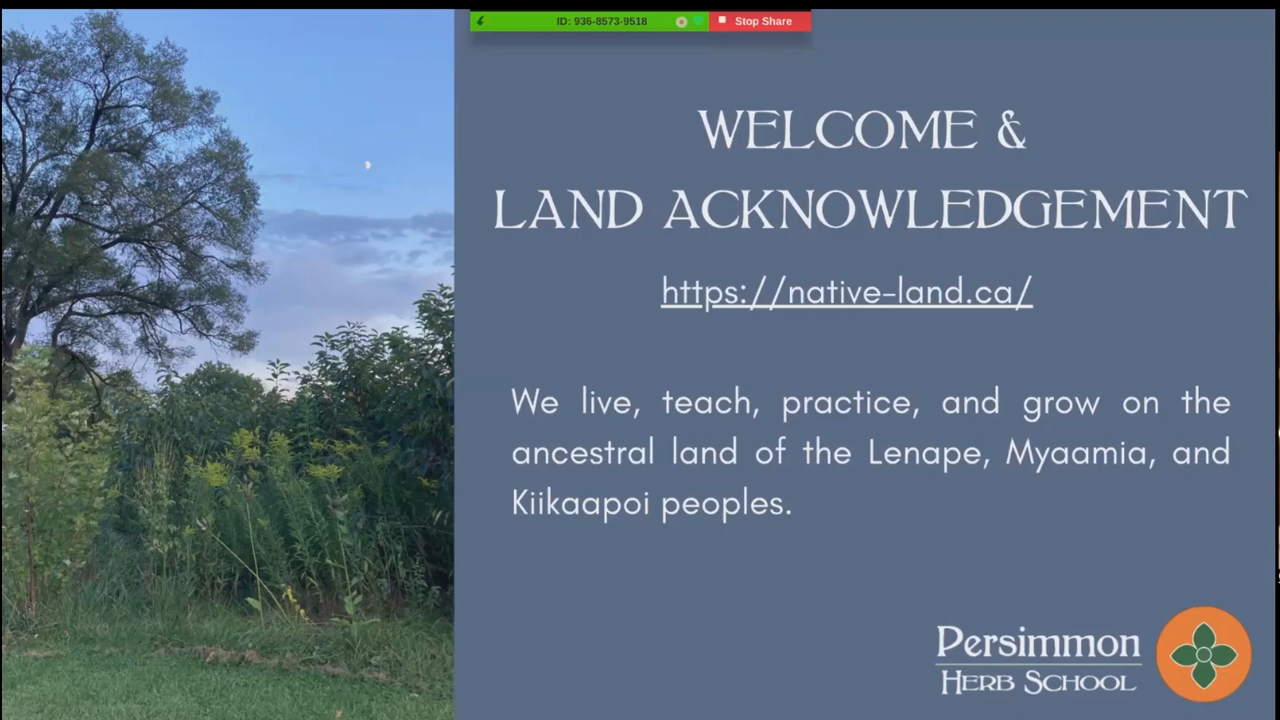 ID: 936-8573-9518
Stop Share
WELCOME &
LAND ACKNOWLEDGEMENT
https://native-land.ca/
We live, teach, practice, and grow on the
ancestral land of the Lenape, Myaamia, and
Kiikaapoi peoples.
Persimmon
HERB SCHOOL